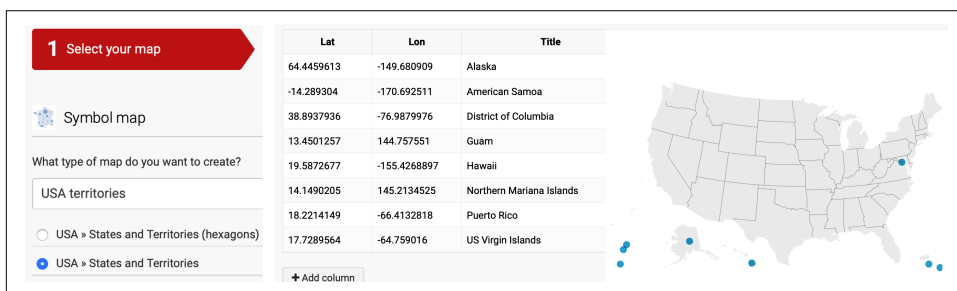 1 Select your map
Symbol map
What type of map do you want to create?
USA territories
USA » States and Territories (hexagons)
USA » States and Territories
Lat Lon Title
64.4459613 -149.680909 Alaska
-14.289304 -170.692511 American Samoa
38.8937936 -76.9879976 District of Columbia
13.4501236 144.757551 Guam
19.5872677 -155.4268897 Hawaii
14.1490205 145.2134525 Northern Mariana Islands
18.2214149 -66.4132818 Puerto Rico
17.7289564 -64.759016 US Virgin Islands
+ Add column